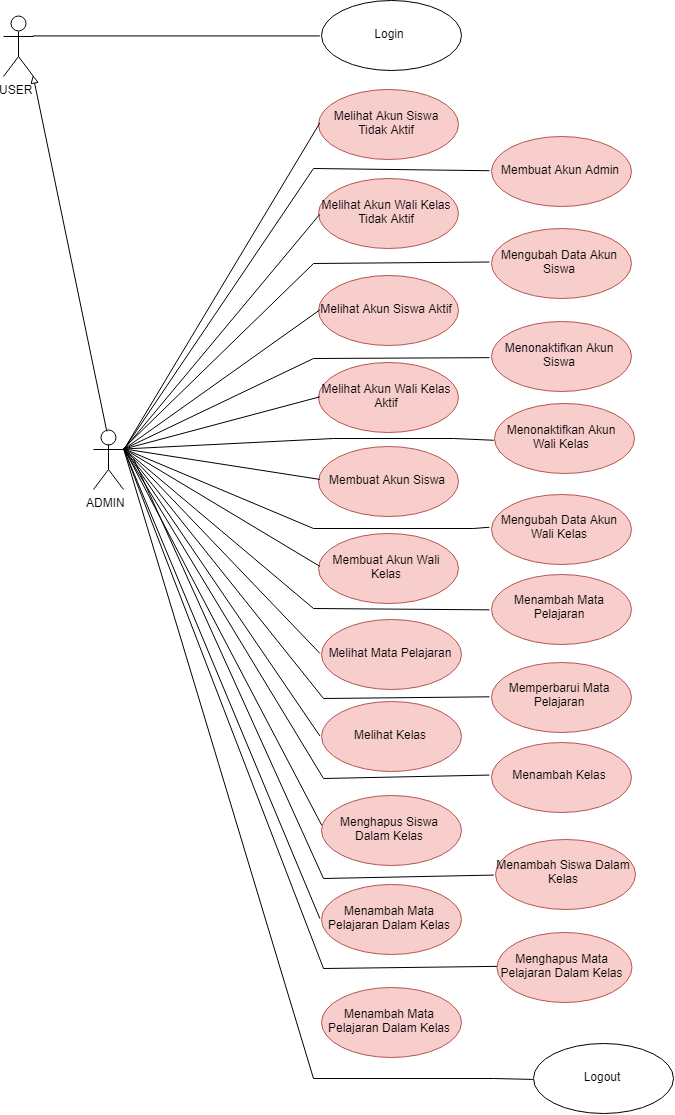 Login
USER
Melihat Akun Siswa
Tidak Aktif
Membuat Akun Admin
Melihat Akun Wali Kelas
Tidak Aktif
Mengubah Data Akun
Siswa
Melihat Akun Siswa Aktif
Menonaktifkan Akun
Siswa
Melihat Akun Wali Kelas
Aktif
Menonaktifkan Akun
Wali Kelas
ADMIN
Membuat Akun Siswa
Mengubah Data Akun
Wali Kelas
Membuat Akun Wali
Kelas
Menambah Mata
Pelajaran
Melihat Mata Pelajaran
Memperbarui Mata
Pelajaran
Melihat Kelas
Menambah Kelas
Menghapus Siswa
Dalam Kelas
Menambah Siswa Dalam
Kelas
Menambah Mata
Pelajaran Dalam Kelas
Menghapus Mata
Pelajaran Dalam Kelas
Menambah Mata
Pelajaran Dalam Kelas
Logout